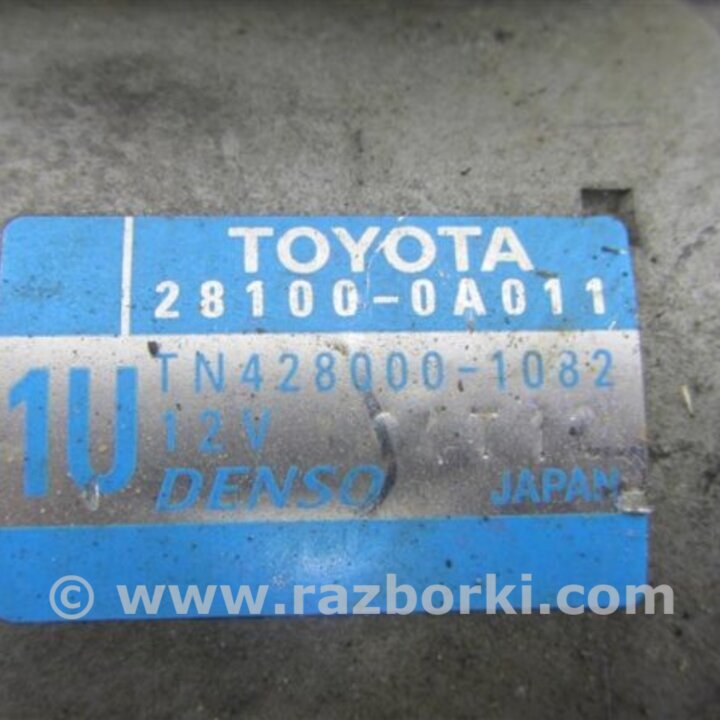 TOYOTA
28100-0A011
1U
TN428000-1082
12V
DENSO JAPAN
© www.razborki.com